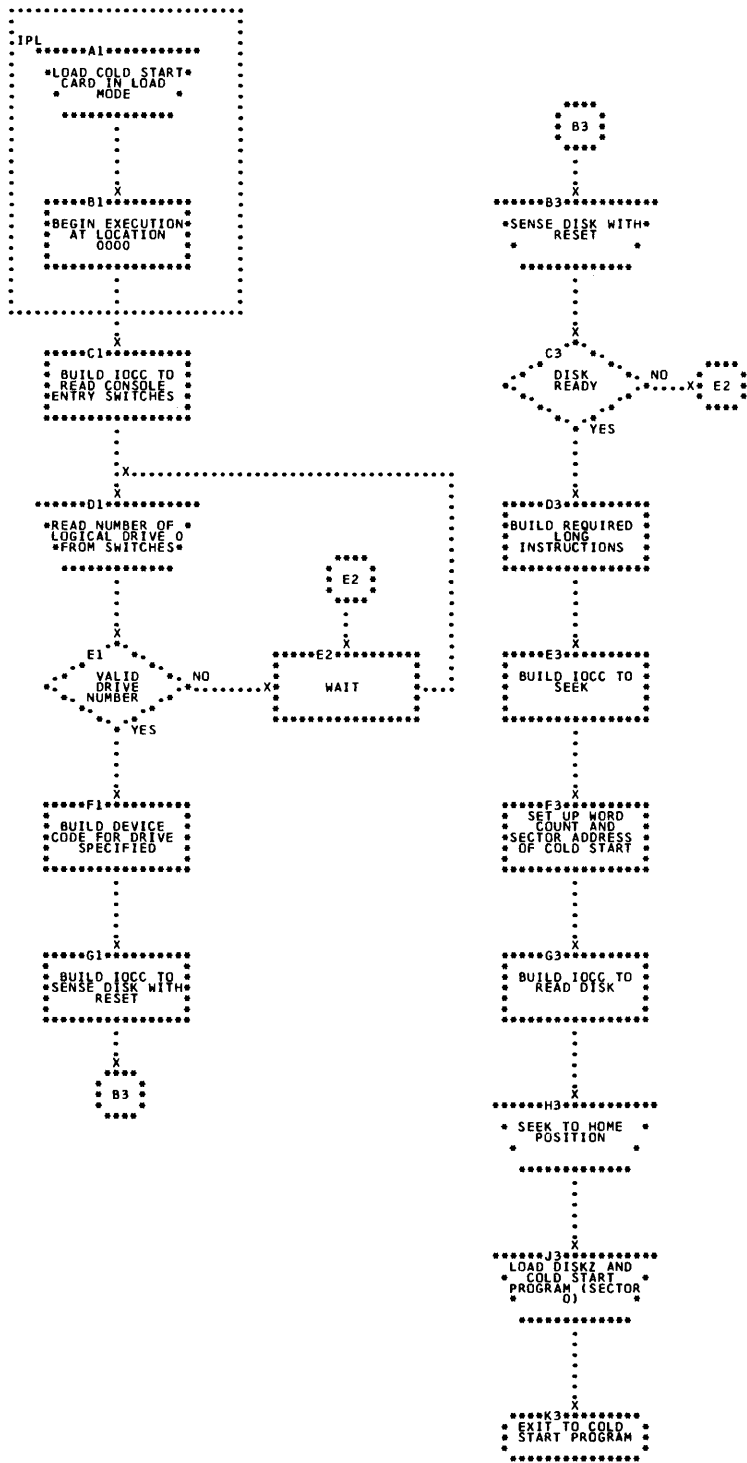 IPL
A1
LOAD COLD START
CARD IN LOAD
MODE
B1
BEGIN EXECUTION
AT LOCATION
0000
C1
BUILD IOCC TO
READ CONSOLE
ENTRY SWITCHES
D1
READ NUMBER OF
LOGICAL DRIVE 0
FROM SWITCHES
E1
VALID
DRIVE
NUMBER
NO
YES
E2
E2
WAIT
F1
BUILD DEVICE
CODE FOR DRIVE
SPECIFIED
G1
BUILD IOCC TO
SENSE DISK WITH
RESET
B3
B3
B3
SENSE DISK WITH
RESET
C3
DISK
READY
NO
E2
YES
D3
BUILD REQUIRED
LONG
INSTRUCTIONS
E3
BUILD IOCC TO
SEEK
F3
SET UP WORD
COUNT AND
SECTOR ADDRESS
OF COLD START
G3
BUILD IOCC TO
READ DISK
H3
SEEK TO HOME
POSITION
J3
LOAD DISKZ AND
COLD START
PROGRAM (SECTOR
0)
K3
EXIT TO COLD
START PROGRAM